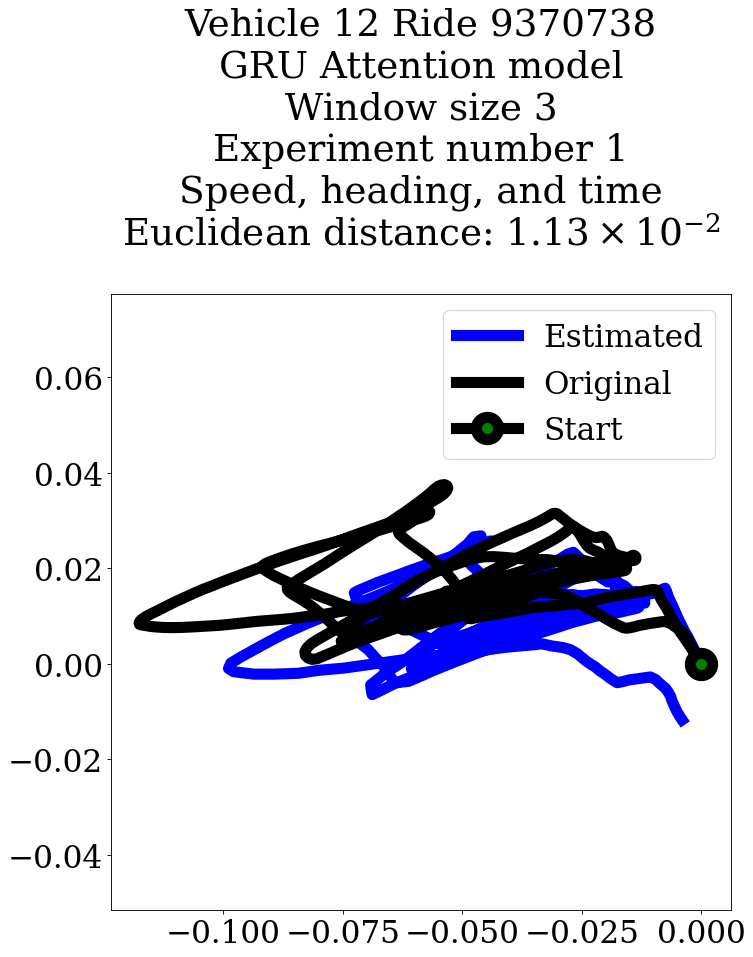 Vehicle 12 Ride 9370738
GRU Attention model
Window size 3
Experiment number 1
Speed, heading, and time
Euclidean distance: 1.13 × 10⁻²
Estimated
Original
Start
0.06
0.04
0.02
0.00
−0.02
−0.04
−0.100 −0.075 −0.050 −0.025 0.000